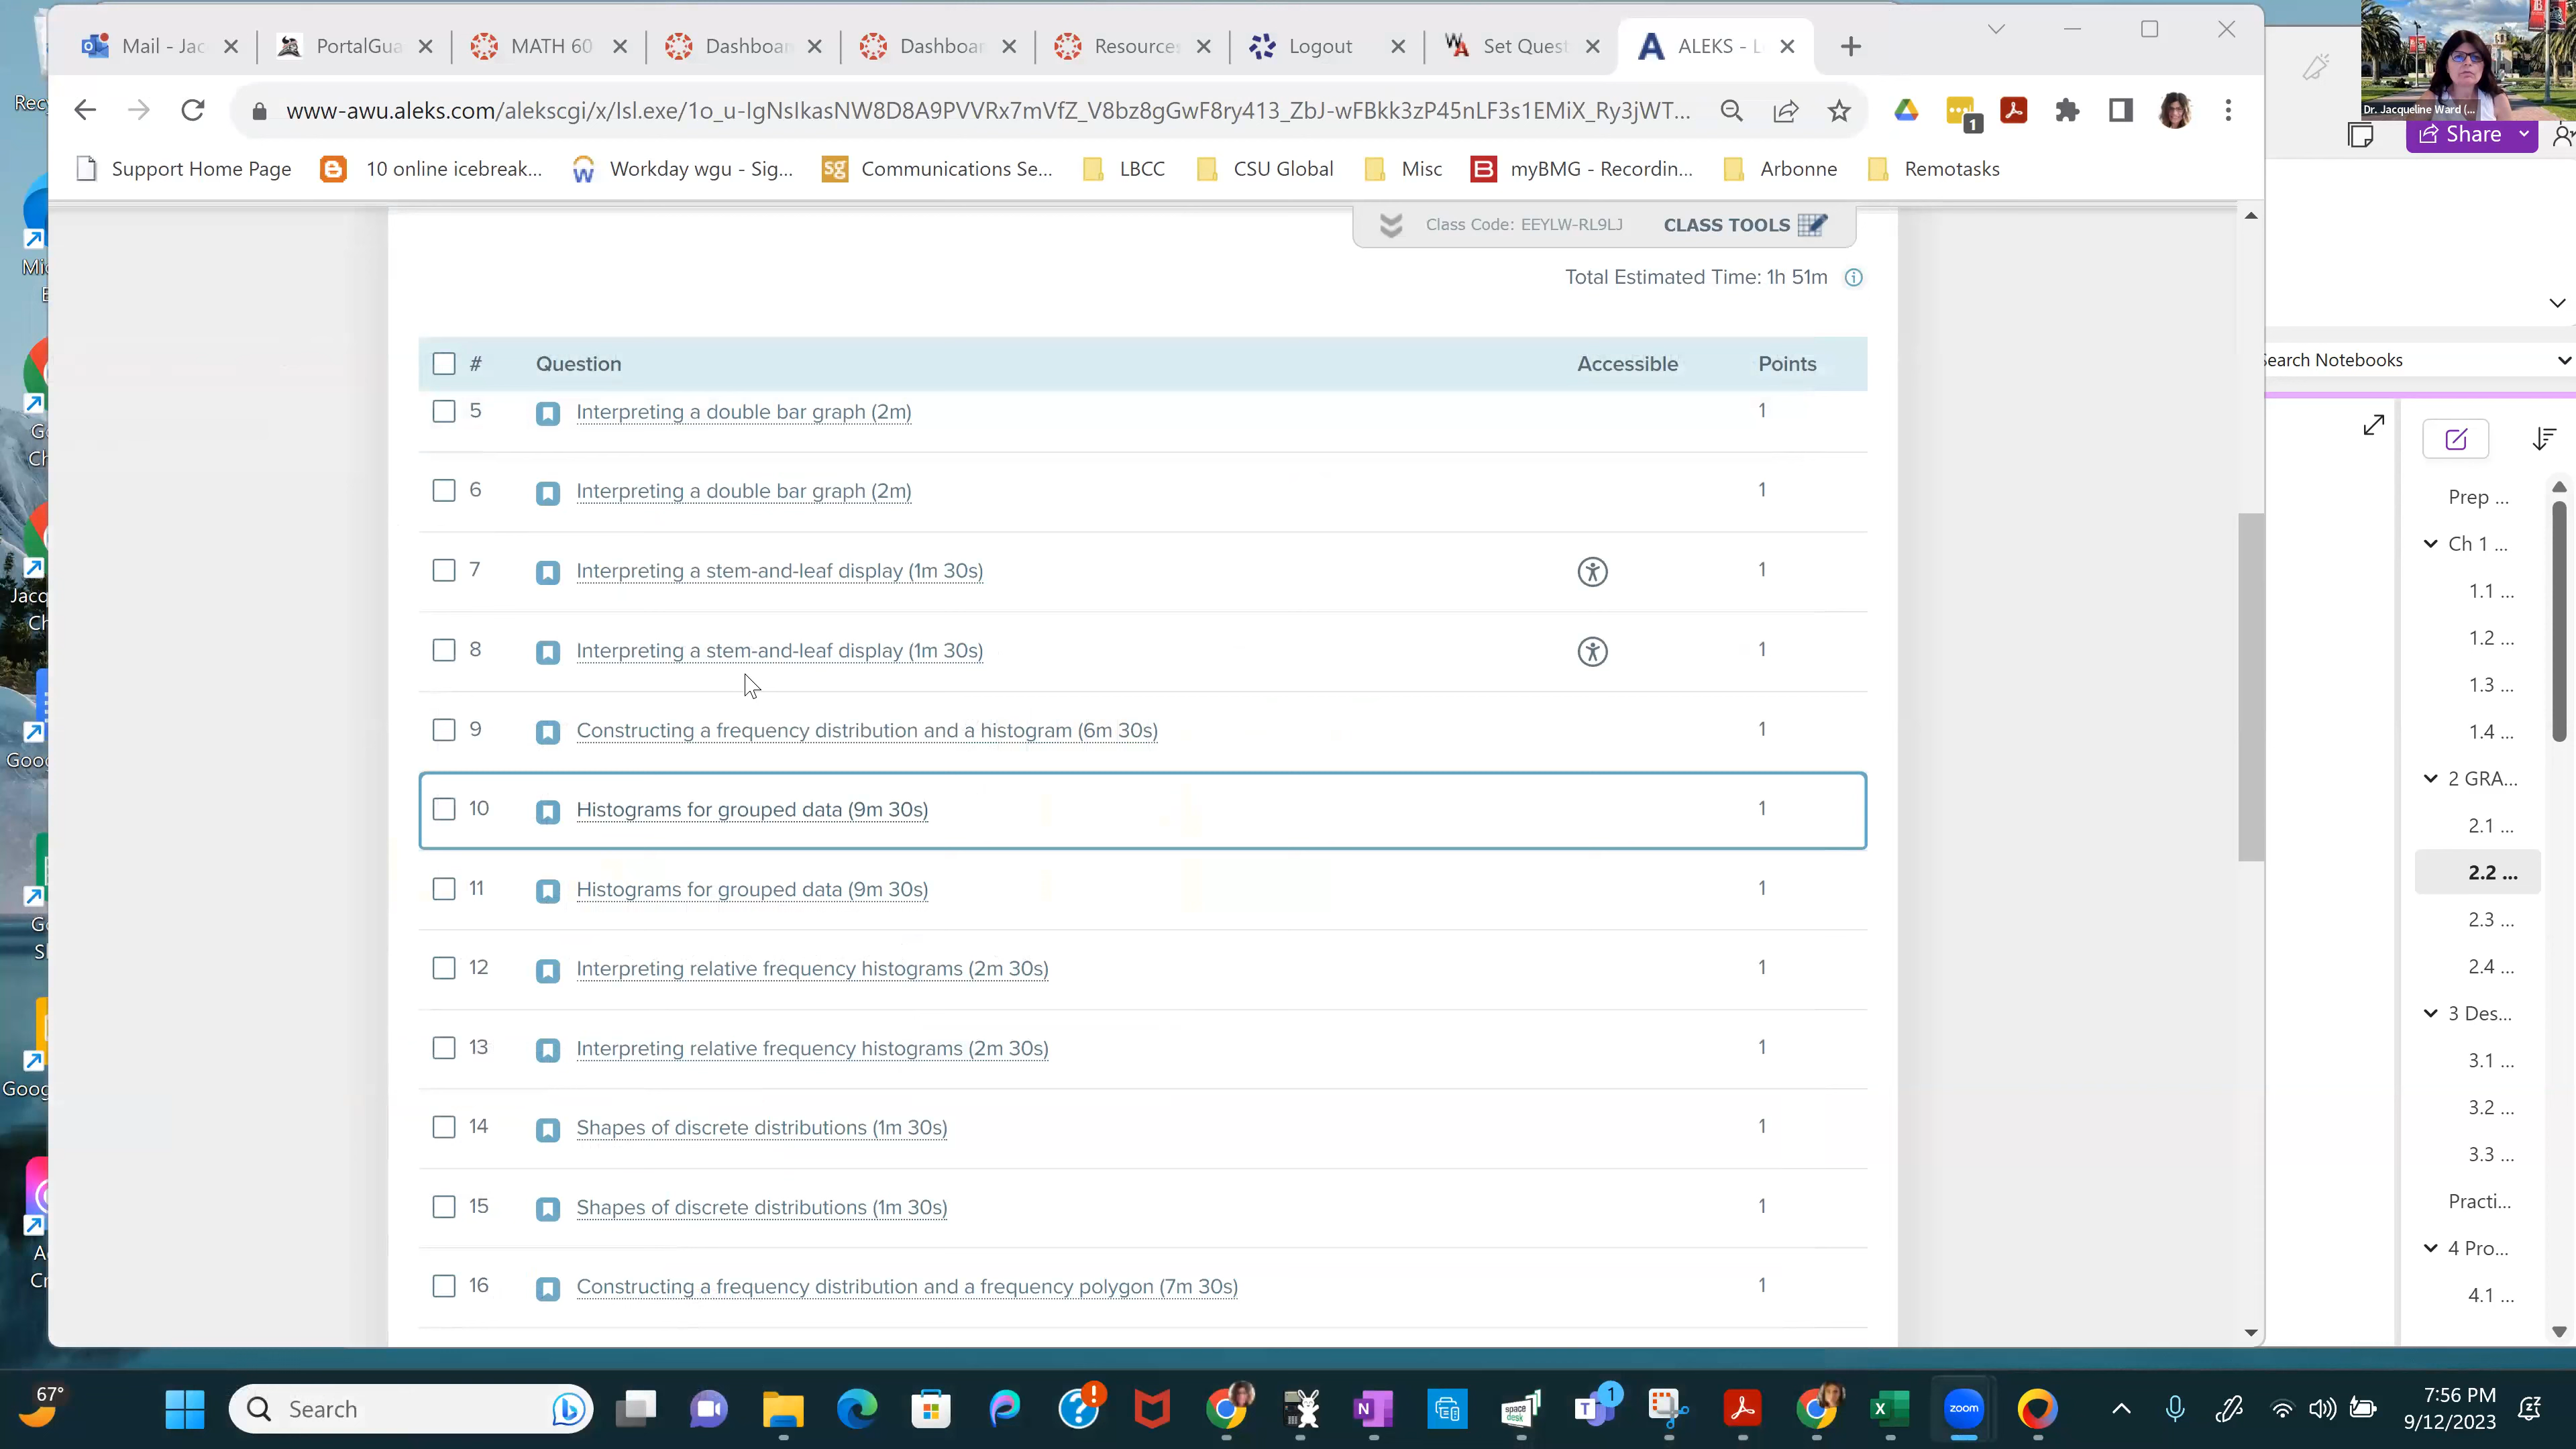 Mail - Jac
PortalGua
MATH 60
Dashboar
Dashboar
Resources
Logout
Set Quest
ALEKS - L
www-awu.aleks.com/alekscgi/x/Isl.exe/1o_u-IgNsIkasNW8D8A9PVVRx7mVfZ_V8bz8gGwF8ry413_ZbJ-wFBkk3zP45nLF3s1EMiX_Ry3jWT...
1
Support Home Page
10 online icebreak...
Workday wgu - Sig...
Communications Se...
LBCC
CSU Global
Misc
myBMG - Recordin...
Arbonne
Remotasks
Dr. Jacqueline Ward (...
Share
Class Code: EEYLW-RL9LJ
CLASS TOOLS
Total Estimated Time: 1h 51m
# Question Accessible Points
5 Interpreting a double bar graph (2m) 1
6 Interpreting a double bar graph (2m) 1
7 Interpreting a stem-and-leaf display (1m 30s) 1
8 Interpreting a stem-and-leaf display (1m 30s) 1
9 Constructing a frequency distribution and a histogram (6m 30s) 1
10 Histograms for grouped data (9m 30s) 1
11 Histograms for grouped data (9m 30s) 1
12 Interpreting relative frequency histograms (2m 30s) 1
13 Interpreting relative frequency histograms (2m 30s) 1
14 Shapes of discrete distributions (1m 30s) 1
15 Shapes of discrete distributions (1m 30s) 1
16 Constructing a frequency distribution and a frequency polygon (7m 30s) 1
Search Notebooks
Prep ...
Ch 1 ...
1.1 ...
1.2 ...
1.3 ...
1.4 ...
2 GRA...
2.1 ...
2.2 ...
2.3 ...
2.4 ...
3 Des...
3.1 ...
3.2 ...
3.3 ...
Practi...
4 Pro...
4.1 ...
67°
Search
space desk
1
zoom
7:56 PM
9/12/2023